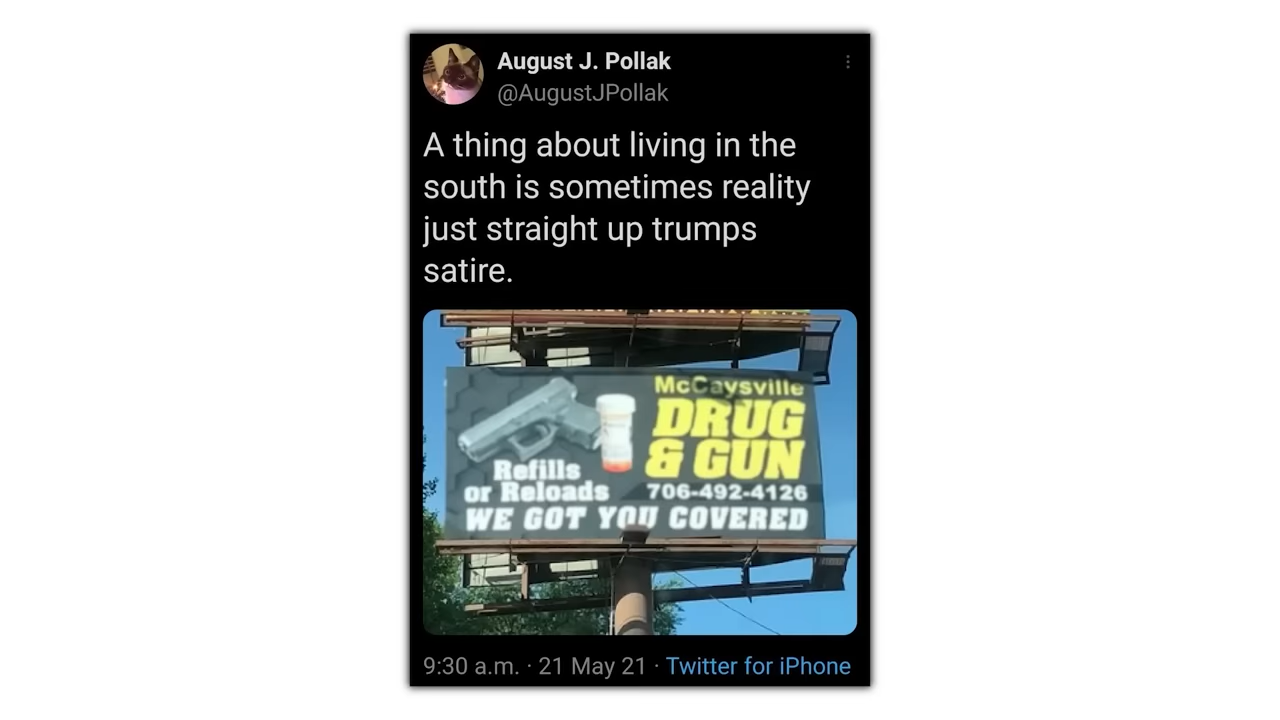 August J. Pollak
@AugustJPollak
A thing about living in the
south is sometimes reality
just straight up trumps
satire.
McCaysville
DRUG
& GUN
Refills
or Reloads
706-492-4126
WE GOT YOU COVERED
9:30 a.m. · 21 May 21 · Twitter for iPhone